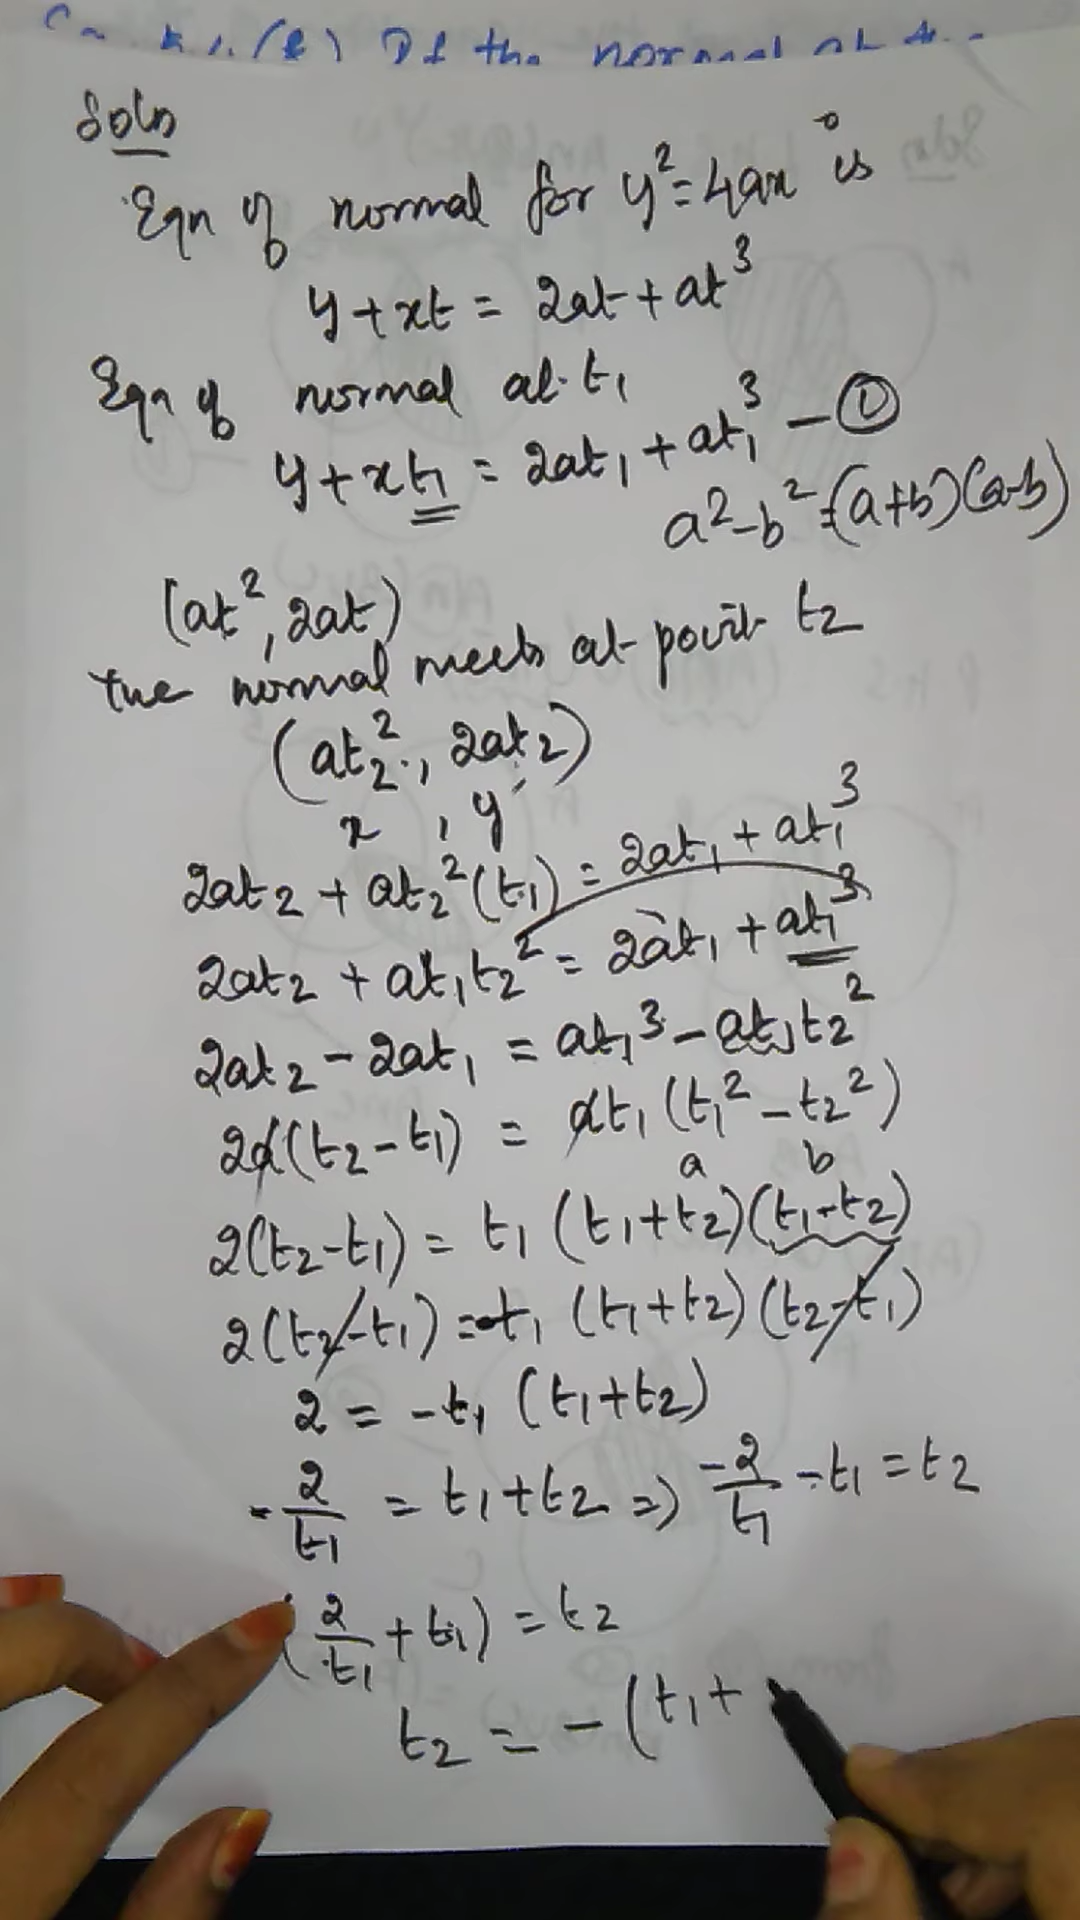 Of the normal at
Soln
Eqn of normal for y² = 4ax is
y + xt = 2at + at³
Eqn of normal at t₁
y + xt₁ = 2at₁ + at₁³ – ①
a² – b² = (a+b)(a-b)
(at², 2at)
the normal meets at point t₂
(at₂², 2at₂)
x , y
2at₂ + at₂²(t₁) = 2at₁ + at₁³
2at₂ + at₁t₂² = 2at₁ + at₁³
2at₂ – 2at₁ = at₁³ – at₁t₂²
2a(t₂ – t₁) = at₁(t₁² – t₂²)
a b
2(t₂ – t₁) = t₁(t₁ + t₂)(t₁ – t₂)
2(t₂ – t₁) = –t₁(t₁ + t₂)(t₂ – t₁)
2 = –t₁(t₁ + t₂)
–2/t₁ = t₁ + t₂ ⇒ –2/t₁ – t₁ = t₂
(2/t₁ + t₁) = t₂
t₂ = –(t₁ +